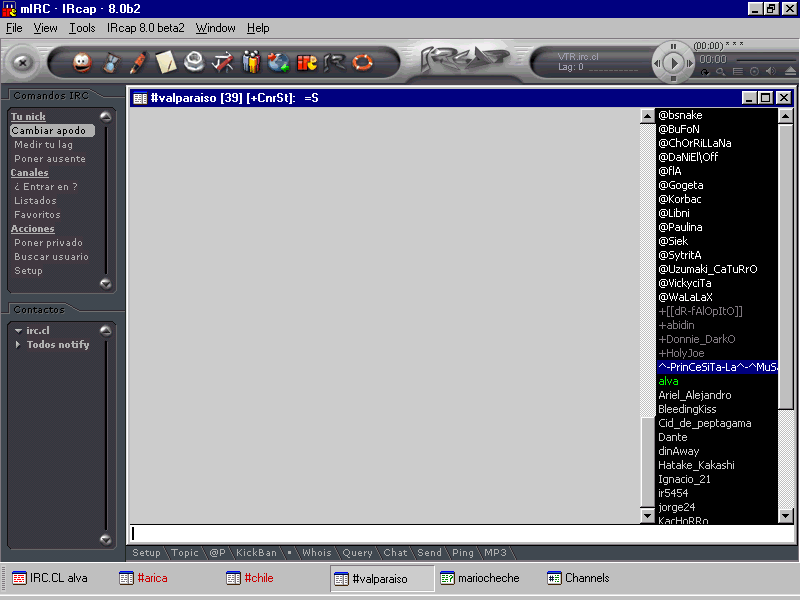 mIRC - IRcap - 8.0b2
File View Tools IRcap 8.0 beta2 Window Help
IRCAP
VTR.irc.cl
Lag: 0
(00:00) * * *
00:00
Comandos IRC
Tu nick
Cambiar apodo
Medir tu lag
Poner ausente
Canales
¿ Entrar en ?
Listados
Favoritos
Acciones
Poner privado
Buscar usuario
Setup
Contactos
irc.cl
Todos notify
#valparaiso [39] [+CnrSt]: =S
@bsnake
@BuFoN
@ChOrRiLLaNa
@DaNiEl\Off
@flA
@Gogeta
@Korbac
@Libni
@Paulina
@Siek
@SytritA
@Uzumaki_CaTuRrO
@VickyciTa
@WaLaLaX
+[[dR-fAlOpItO]]
+abidin
+Donnie_DarkO
+HolyJoe
^-PrinCeSiTa-La^-^MuS
alva
Ariel_Alejandro
BleedingKiss
Cid_de_peptagama
Dante
dinAway
Hatake_Kakashi
Ignacio_21
ir5454
jorge24
KacHoRRo
Setup Topic @P KickBan • Whois Query Chat Send Ping MP3
IRC.CL alva #arica #chile #valparaiso mariocheche Channels